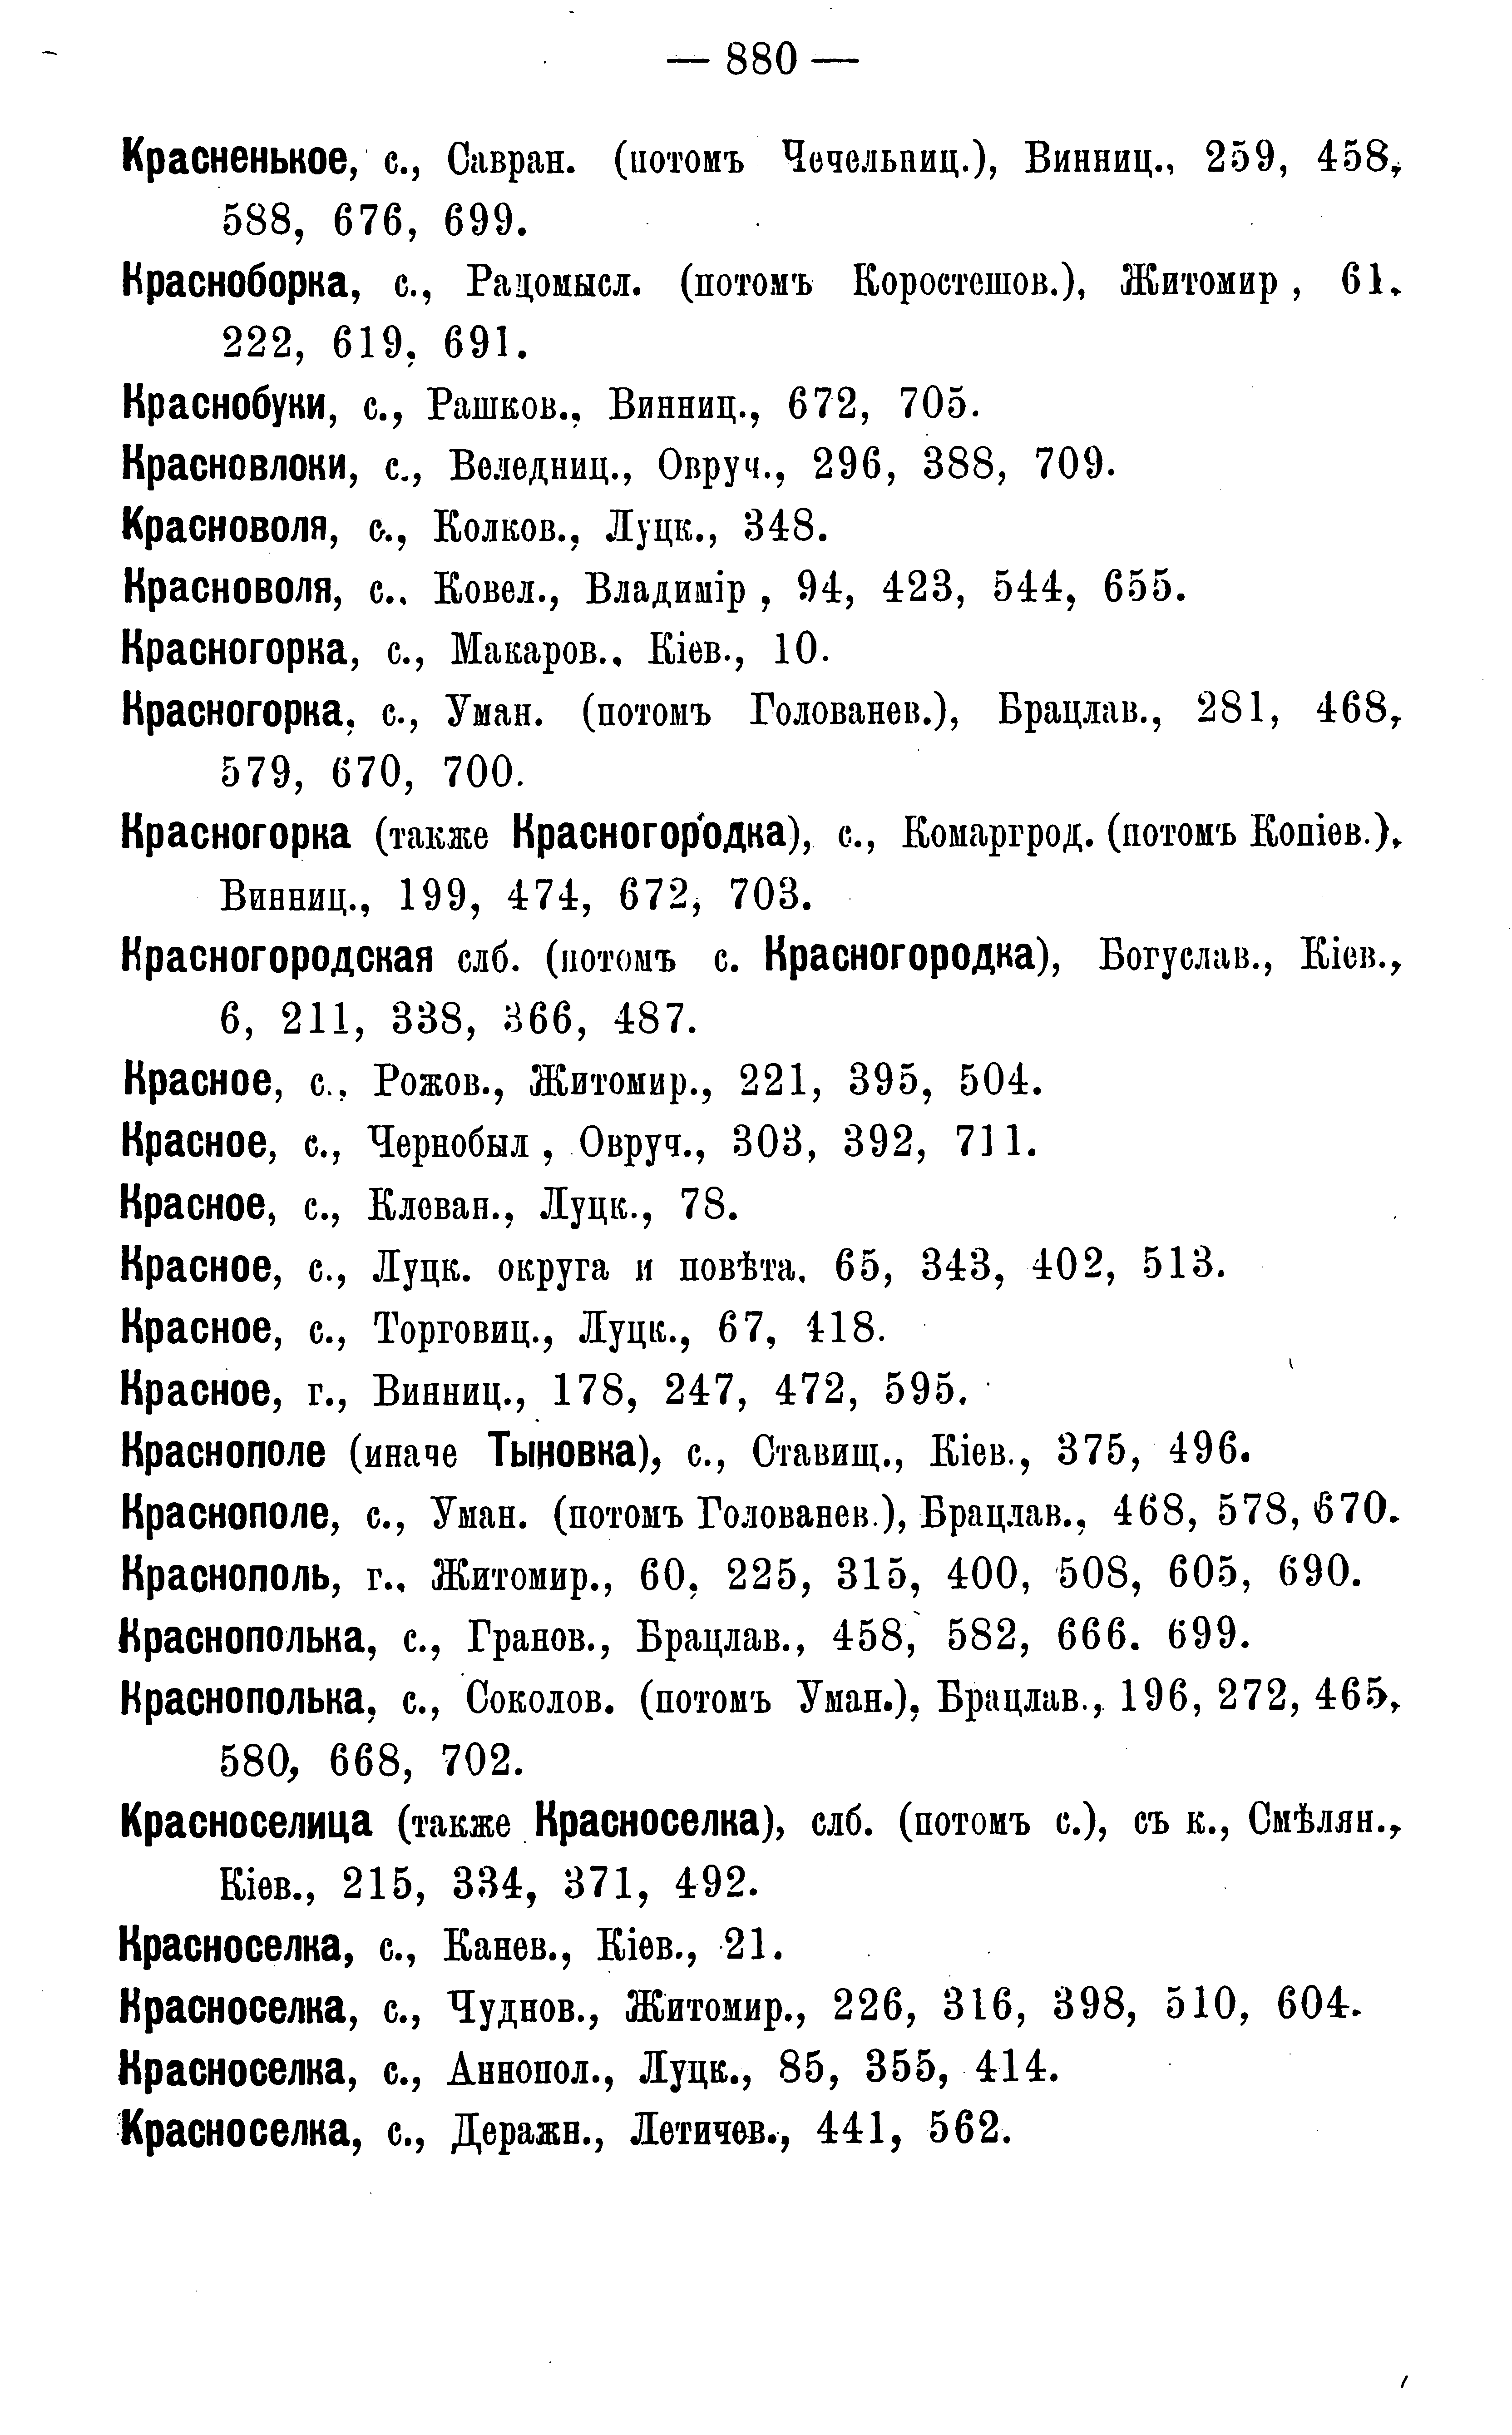 — 880 —
Красненькое, с., Савран. (потомъ Чечельниц.), Винниц., 259, 458,
588, 676, 699.
Красноборка, с., Радомысл. (потомъ Коростешов.), Житомир , 61,
222, 619, 691.
Краснобуки, с., Рашков., Винниц., 672, 705.
Красновлоки, с., Веледниц., Овруч., 296, 388, 709.
Красноволя, с., Колков., Луцк., 348.
Красноволя, с., Ковел., Владимір , 94, 423, 544, 655.
Красногорка, с., Макаров., Кіев., 10.
Красногорка, с., Уман. (потомъ Голованев.), Брацлав., 281, 468,
579, 670, 700.
Красногорка (также Красногородка), с., Комаргрод. (потомъ Копіев.),
Винниц., 199, 474, 672, 703.
Красногородская слб. (потомъ с. Красногородка), Богуслав., Кіев.,
6, 211, 338, 366, 487.
Красное, с., Рожов., Житомир., 221, 395, 504.
Красное, с., Чернобыл , Овруч., 303, 392, 711.
Красное, с., Клеван., Луцк., 78.
Красное, с., Луцк. округа и повѣта, 65, 343, 402, 513.
Красное, с., Торговиц., Луцк., 67, 418.
Красное, г., Винниц., 178, 247, 472, 595.
Краснополе (иначе Тыновка), с., Ставищ., Кіев., 375, 496.
Краснополе, с., Уман. (потомъ Голованев.), Брацлав., 468, 578, 670.
Краснополь, г., Житомир., 60, 225, 315, 400, 508, 605, 690.
Краснополька, с., Гранов., Брацлав., 458, 582, 666. 699.
Краснополька, с., Соколов. (потомъ Уман.), Брацлав., 196, 272, 465,
580, 668, 702.
Красноселица (также Красноселка), слб. (потомъ с.), съ к., Смѣлян.,
Кіев., 215, 334, 371, 492.
Красноселка, с., Канев., Кіев., 21.
Красноселка, с., Чуднов., Житомир., 226, 316, 398, 510, 604.
Красноселка, с., Аннопол., Луцк., 85, 355, 414.
Красноселка, с., Деражн., Летичев., 441, 562.